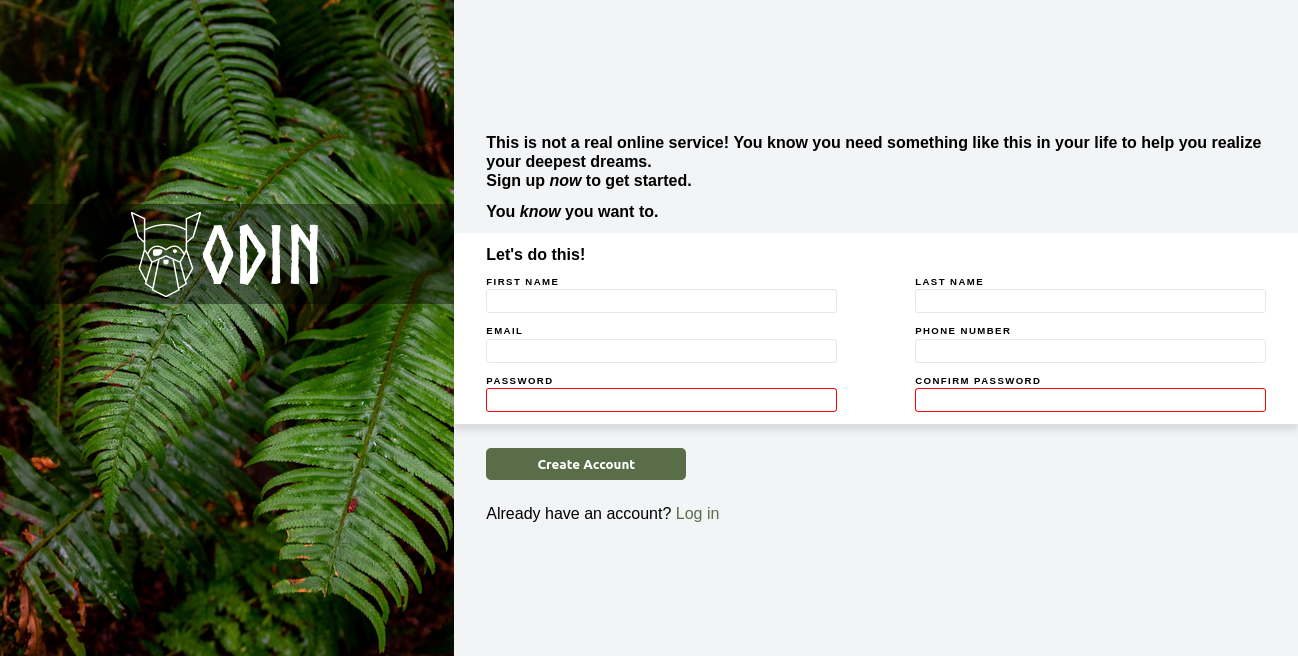 ODIN
This is not a real online service! You know you need something like this in your life to help you realize
your deepest dreams.
Sign up now to get started.
You know you want to.
Let's do this!
FIRST NAME
LAST NAME
EMAIL
PHONE NUMBER
PASSWORD
CONFIRM PASSWORD
Create Account
Already have an account? Log in